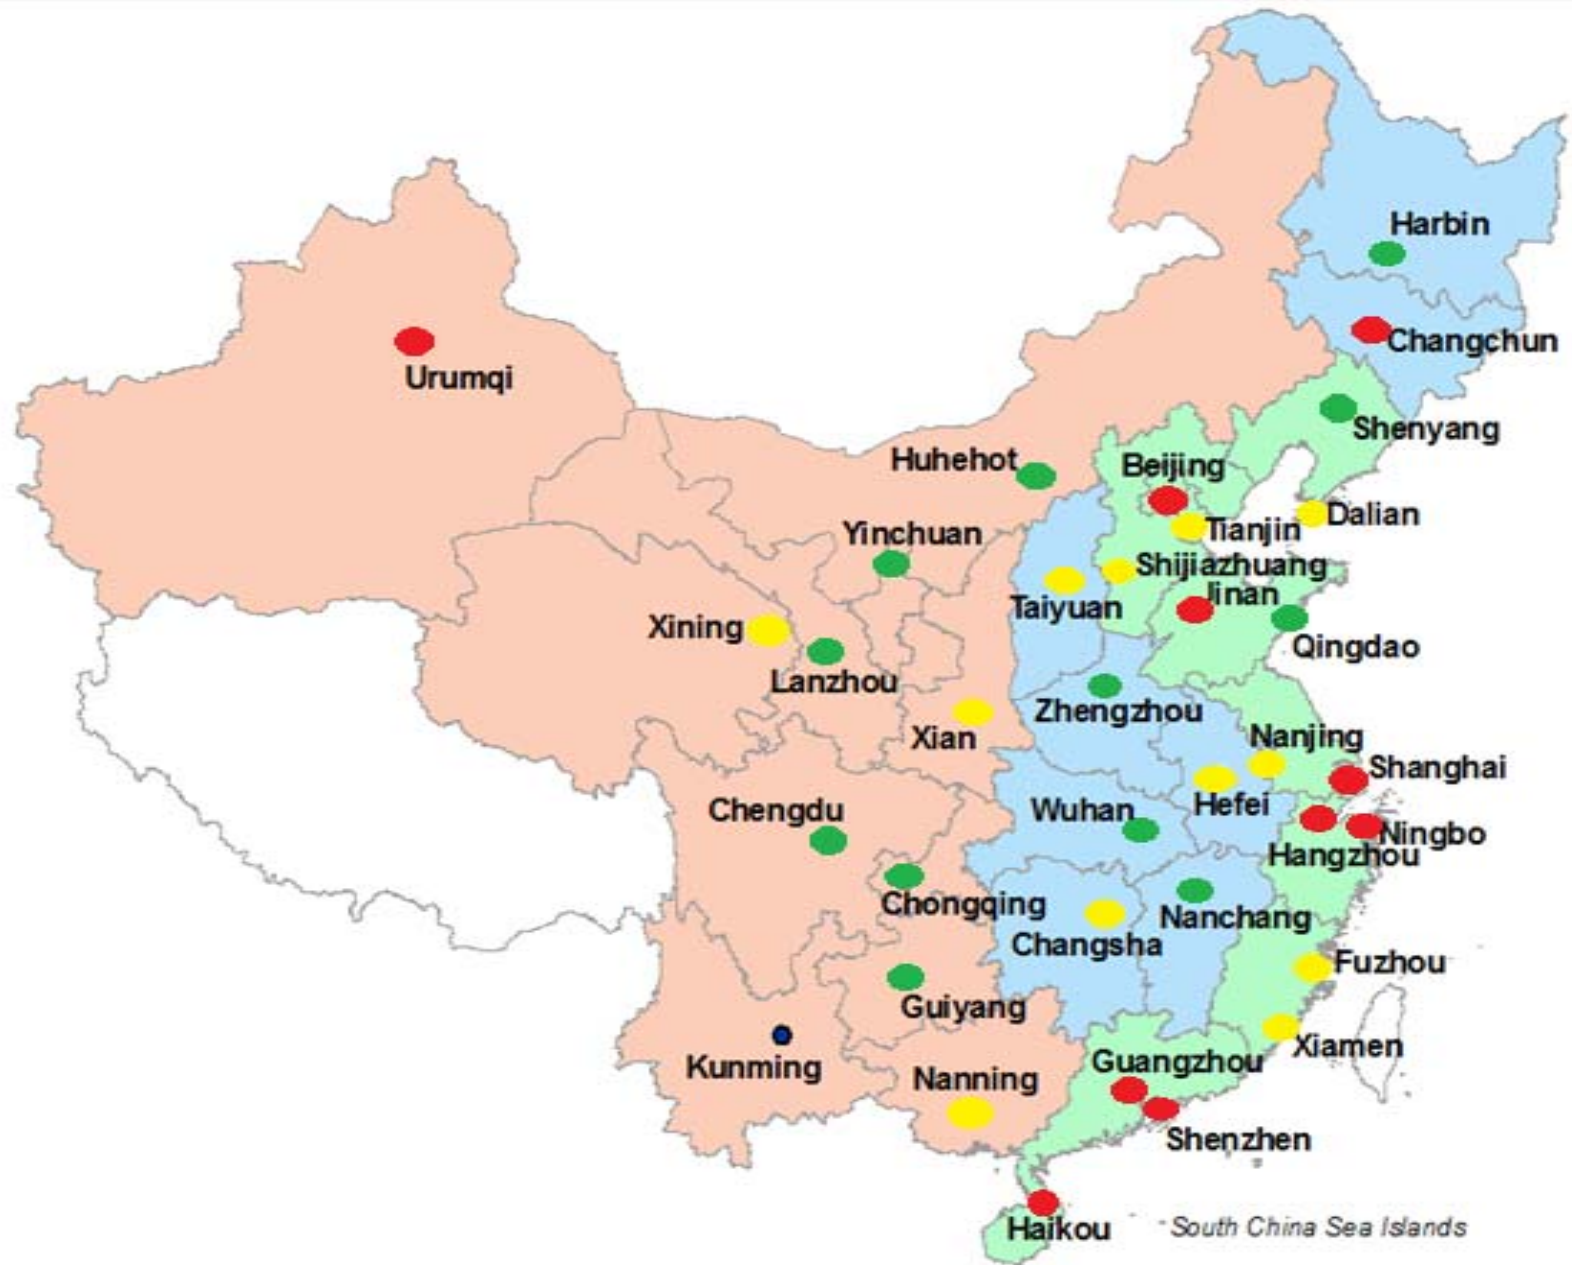 Harbin
Changchun
Urumqi
Shenyang
Huhehot
Beijing
Dalian
Tianjin
Yinchuan
Shijiazhuang
Jinan
Taiyuan
Xining
Qingdao
Lanzhou
Zhengzhou
Xian
Nanjing
Shanghai
Hefei
Chengdu
Wuhan
Ningbo
Hangzhou
Chongqing
Nanchang
Changsha
Fuzhou
Guiyang
Xiamen
Guangzhou
Kunming
Nanning
Shenzhen
Haikou
South China Sea Islands